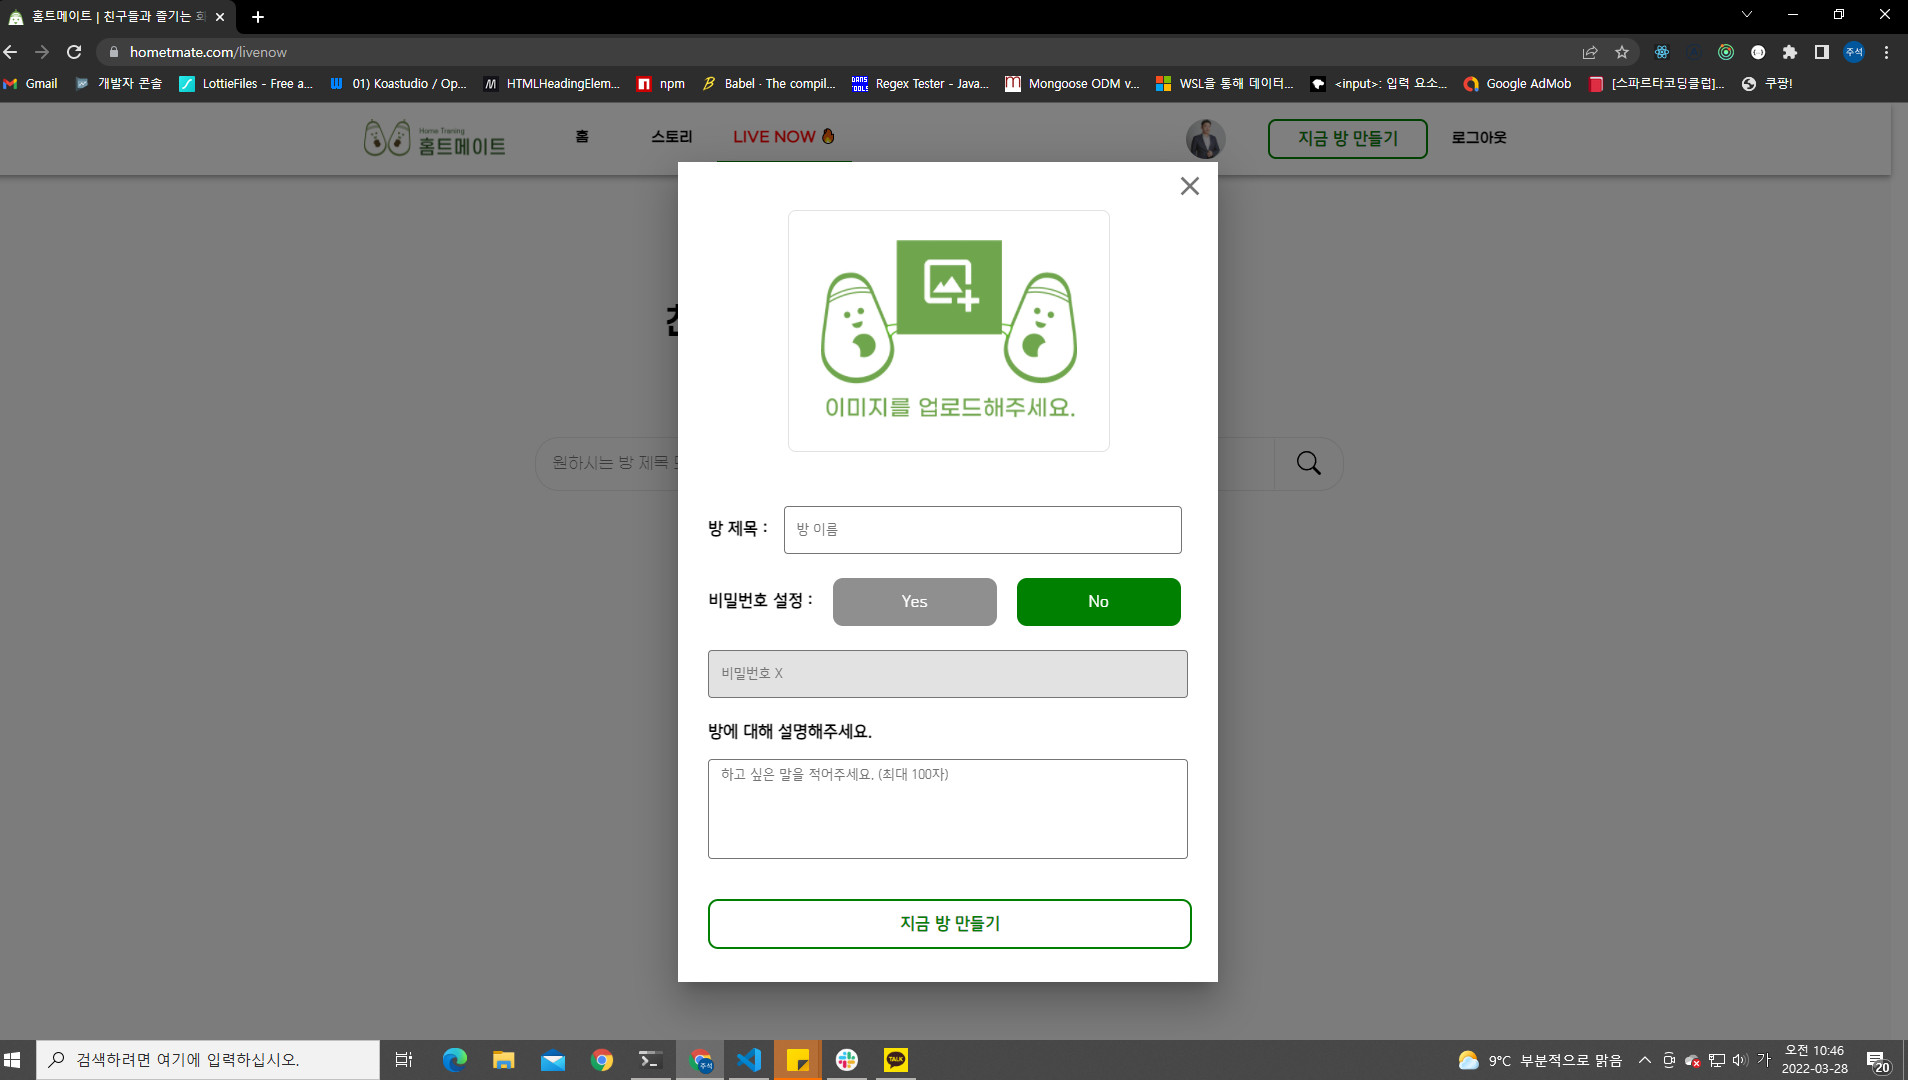 홈트메이트 | 친구들과 즐기는
hometmate.com/livenow
주석
Gmail
개발자 콘솔
LottieFiles - Free a...
01) Koastudio / Op...
HTMLHeadingElem...
npm
Babel · The compil...
Regex Tester - Java...
Mongoose ODM v...
WSL을 통해 데이터...
<input>: 입력 요소...
Google AdMob
[스파르타코딩클럽]...
쿠팡!
Home Traning
홈트메이트
홈
스토리
LIVE NOW
지금 방 만들기
로그아웃
이미지를 업로드해주세요.
원하시는 방 제목
방 제목 :
방 이름
비밀번호 설정 :
Yes
No
비밀번호 X
방에 대해 설명해주세요.
하고 싶은 말을 적어주세요. (최대 100자)
지금 방 만들기
검색하려면 여기에 입력하십시오.
주석
TALK
9°C 부분적으로 맑음
가
오전 10:46
2022-03-28
20